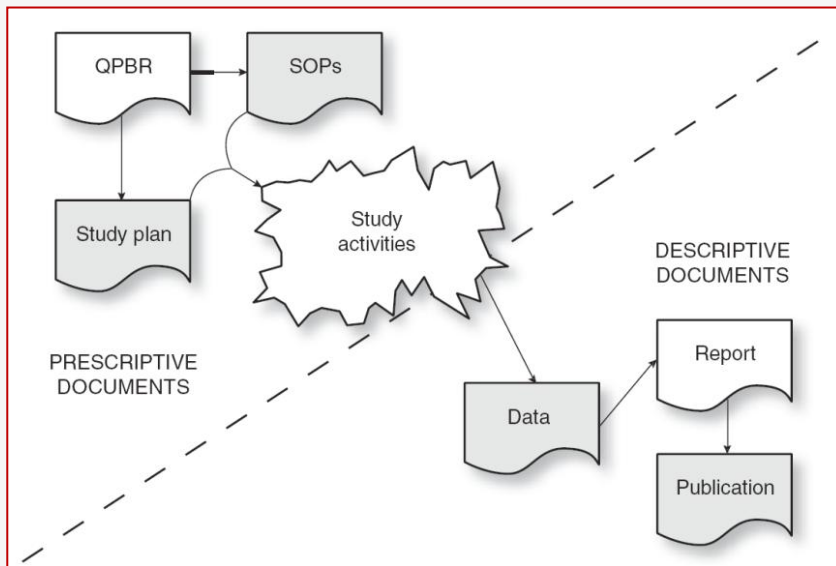 QPBR
SOPs
Study plan
Study
activities
PRESCRIPTIVE
DOCUMENTS
DESCRIPTIVE
DOCUMENTS
Data
Report
Publication